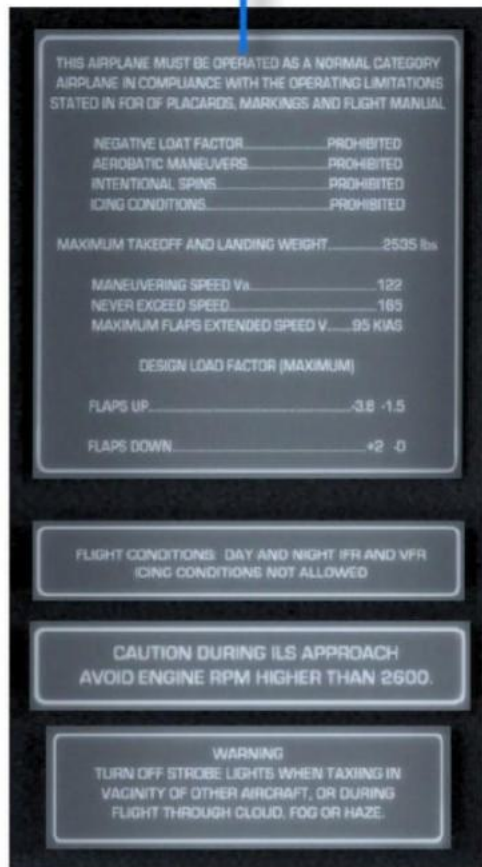 THIS AIRPLANE MUST BE OPERATED AS A NORMAL CATEGORY
AIRPLANE IN COMPLIANCE WITH THE OPERATING LIMITATIONS
STATED IN FOR OF PLACARDS, MARKINGS AND FLIGHT MANUAL
NEGATIVE LOAT FACTOR..............PROHIBITED
AEROBATIC MANEUVERS..............PROHIBITED
INTENTIONAL SPINS..............PROHIBITED
ICING CONDITIONS..............PROHIBITED
MAXIMUM TAKEOFF AND LANDING WEIGHT..............2535 lbs
MANEUVERING SPEED Va..............122
NEVER EXCEED SPEED..............165
MAXIMUM FLAPS EXTENDED SPEED V......95 KIAS
DESIGN LOAD FACTOR (MAXIMUM)
FLAPS UP..............-3.8 -1.5
FLAPS DOWN..............+2 -0
FLIGHT CONDITIONS: DAY AND NIGHT IFR AND VFR
ICING CONDITIONS NOT ALLOWED
CAUTION DURING ILS APPROACH
AVOID ENGINE RPM HIGHER THAN 2600.
WARNING
TURN OFF STROBE LIGHTS WHEN TAXIING IN
VACINITY OF OTHER AIRCRAFT, OR DURING
FLIGHT THROUGH CLOUD, FOG OR HAZE.